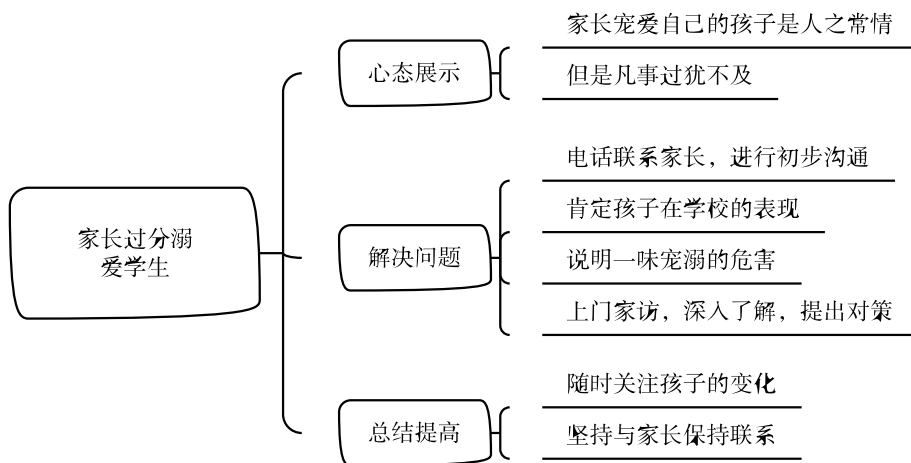 家长过分溺
爱学生
心态展示
家长宠爱自己的孩子是人之常情
但是凡事过犹不及
解决问题
电话联系家长，进行初步沟通
肯定孩子在学校的表现
说明一味宠溺的危害
上门家访，深入了解，提出对策
总结提高
随时关注孩子的变化
坚持与家长保持联系